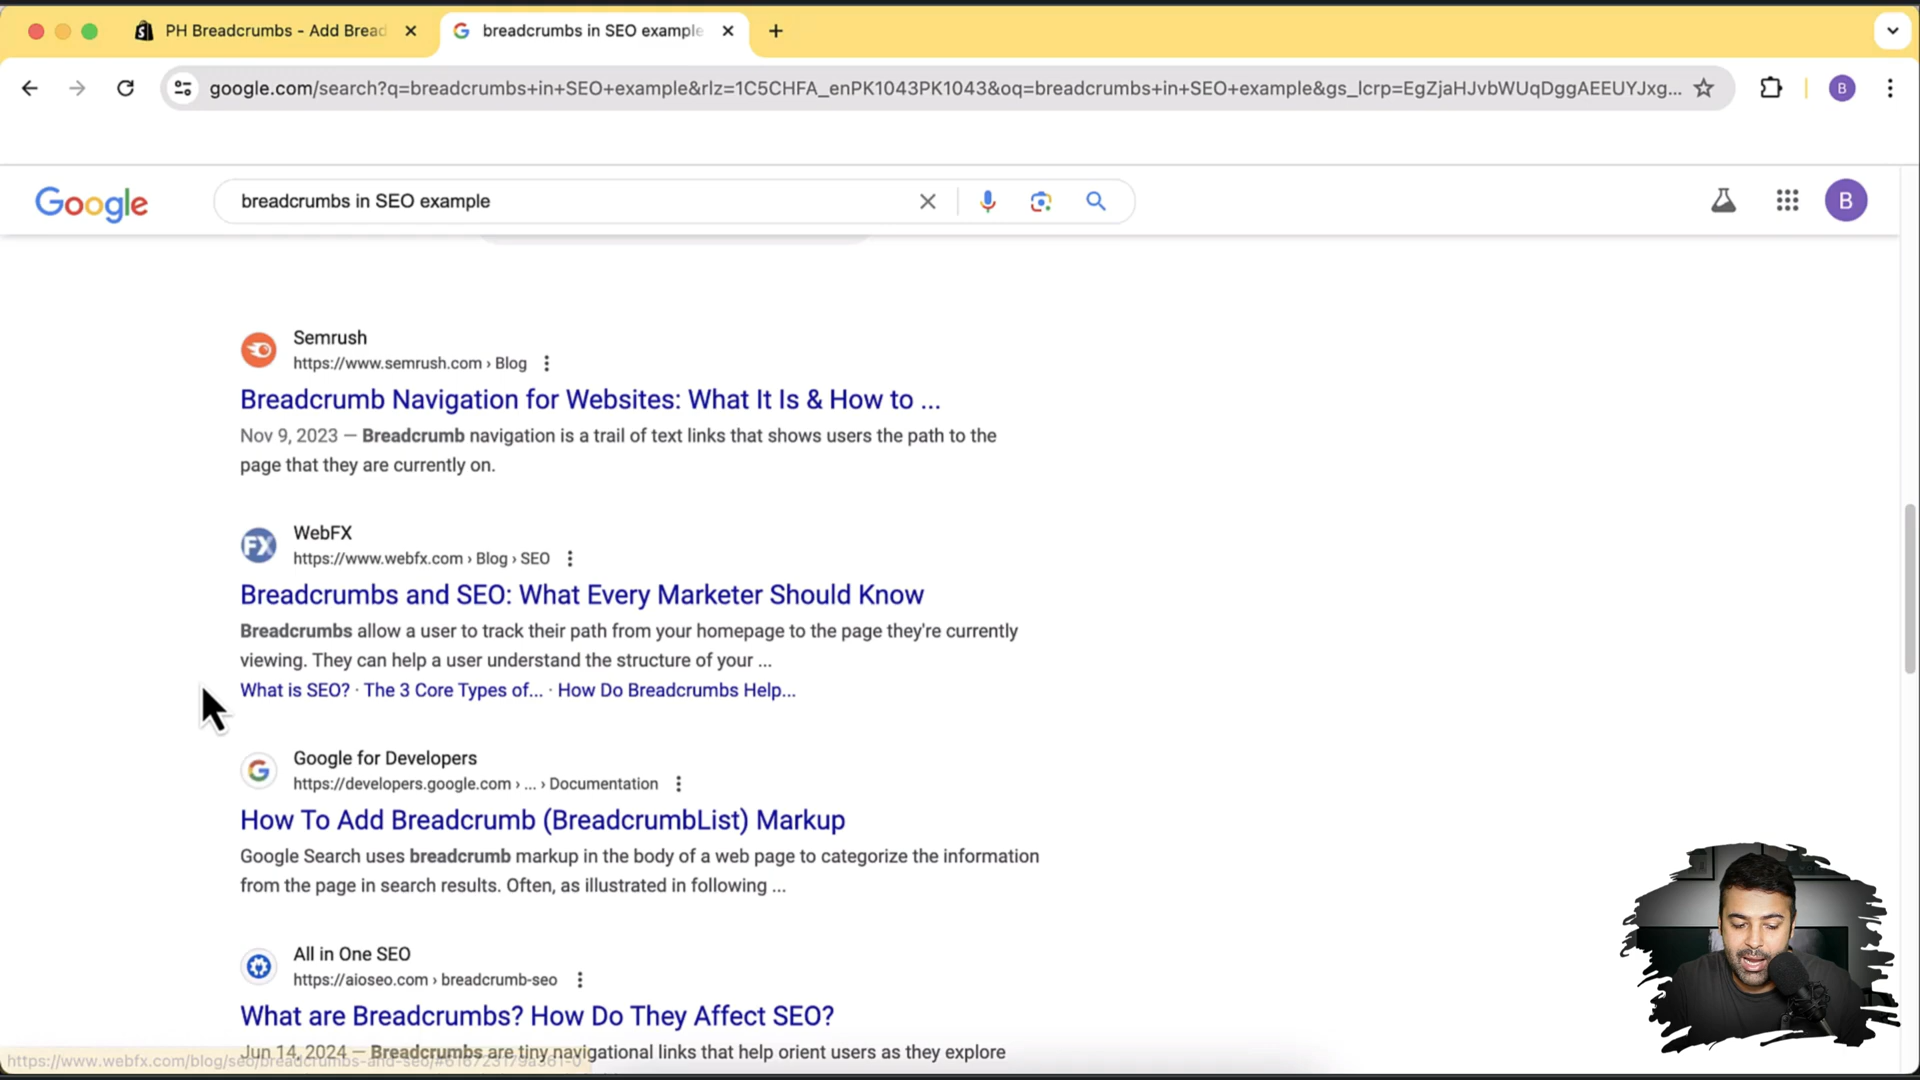 PH Breadcrumbs - Add Bread
breadcrumbs in SEO example
google.com/search?q=breadcrumbs+in+SEO+example&rlz=1C5CHFA_enPK1043PK1043&oq=breadcrumbs+in+SEO+example&gs_lcrp=EgZjaHJvbWUqDggAEEUYJxg...
B
Google
breadcrumbs in SEO example
B
Semrush
https://www.semrush.com › Blog
Breadcrumb Navigation for Websites: What It Is & How to ...
Nov 9, 2023 — Breadcrumb navigation is a trail of text links that shows users the path to the
page that they are currently on.
FX
WebFX
https://www.webfx.com › Blog › SEO
Breadcrumbs and SEO: What Every Marketer Should Know
Breadcrumbs allow a user to track their path from your homepage to the page they're currently
viewing. They can help a user understand the structure of your ...
What is SEO? · The 3 Core Types of... · How Do Breadcrumbs Help...
Google for Developers
https://developers.google.com › ... › Documentation
How To Add Breadcrumb (BreadcrumbList) Markup
Google Search uses breadcrumb markup in the body of a web page to categorize the information
from the page in search results. Often, as illustrated in following ...
All in One SEO
https://aioseo.com › breadcrumb-seo
What are Breadcrumbs? How Do They Affect SEO?
Jun 14, 2024 — Breadcrumbs are tiny navigational links that help orient users as they explore